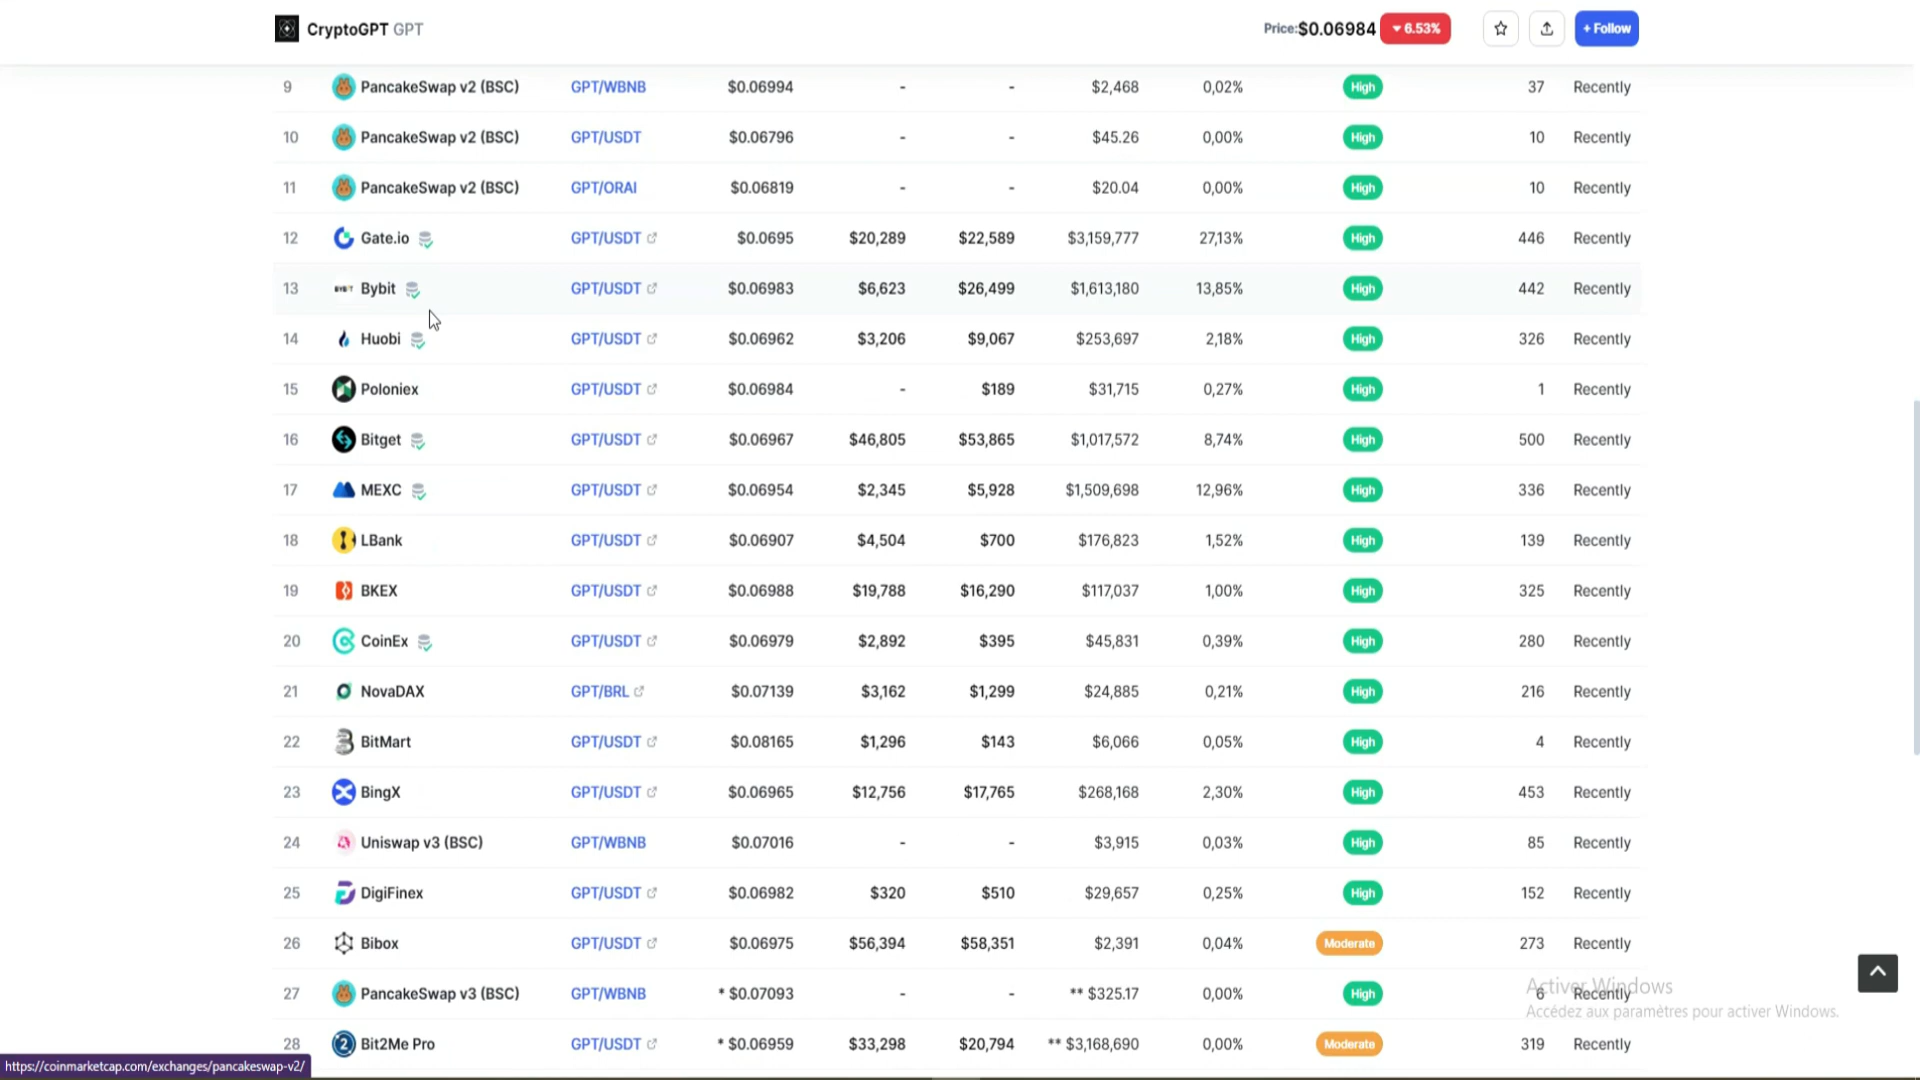 CryptoGPT GPT Price:$0.06984 6.53% + Follow
9 PancakeSwap v2 (BSC) GPT/WBNB $0.06994 - - $2,468 0,02% High 37 Recently
10 PancakeSwap v2 (BSC) GPT/USDT $0.06796 - - $45.26 0,00% High 10 Recently
11 PancakeSwap v2 (BSC) GPT/ORAI $0.06819 - - $20.04 0,00% High 10 Recently
12 Gate.io GPT/USDT $0.0695 $20,289 $22,589 $3,159,777 27,13% High 446 Recently
13 BYBIT Bybit GPT/USDT $0.06983 $6,623 $26,499 $1,613,180 13,85% High 442 Recently
14 Huobi GPT/USDT $0.06962 $3,206 $9,067 $253,697 2,18% High 326 Recently
15 Poloniex GPT/USDT $0.06984 - $189 $31,715 0,27% High 1 Recently
16 Bitget GPT/USDT $0.06967 $46,805 $53,865 $1,017,572 8,74% High 500 Recently
17 MEXC GPT/USDT $0.06954 $2,345 $5,928 $1,509,698 12,96% High 336 Recently
18 LBank GPT/USDT $0.06907 $4,504 $700 $176,823 1,52% High 139 Recently
19 BKEX GPT/USDT $0.06988 $19,788 $16,290 $117,037 1,00% High 325 Recently
20 CoinEx GPT/USDT $0.06979 $2,892 $395 $45,831 0,39% High 280 Recently
21 NovaDAX GPT/BRL $0.07139 $3,162 $1,299 $24,885 0,21% High 216 Recently
22 BitMart GPT/USDT $0.08165 $1,296 $143 $6,066 0,05% High 4 Recently
23 BingX GPT/USDT $0.06965 $12,756 $17,765 $268,168 2,30% High 453 Recently
24 Uniswap v3 (BSC) GPT/WBNB $0.07016 - - $3,915 0,03% High 85 Recently
25 DigiFinex GPT/USDT $0.06982 $320 $510 $29,657 0,25% High 152 Recently
26 Bibox GPT/USDT $0.06975 $56,394 $58,351 $2,391 0,04% Moderate 273 Recently
27 PancakeSwap v3 (BSC) GPT/WBNB * $0.07093 - - ** $325.17 0,00% High 6 Recently
Activer Windows
Accédez aux paramètres pour activer Windows.
28 2 Bit2Me Pro GPT/USDT * $0.06959 $33,298 $20,794 ** $3,168,690 0,00% Moderate 319 Recently
https://coinmarketcap.com/exchanges/pancakeswap-v2/